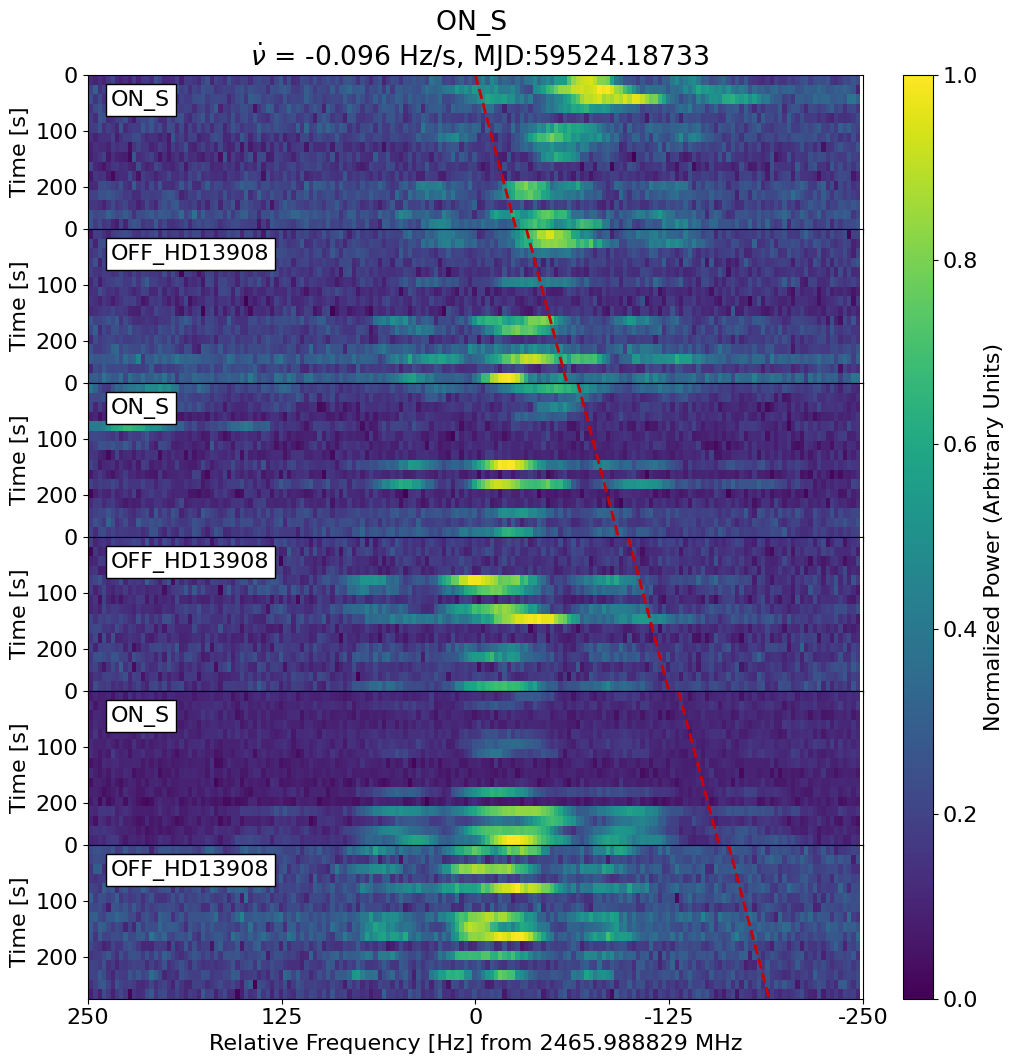 ON_S
ν̇ = -0.096 Hz/s, MJD:59524.18733
0
ON_S
100
200
Time [s]
0
OFF_HD13908
100
200
Time [s]
0
ON_S
100
200
Time [s]
0
OFF_HD13908
100
200
Time [s]
0
ON_S
100
200
Time [s]
0
OFF_HD13908
100
200
Time [s]
250 125 0 -125 -250
Relative Frequency [Hz] from 2465.988829 MHz
1.0
0.8
0.6
0.4
0.2
0.0
Normalized Power (Arbitrary Units)